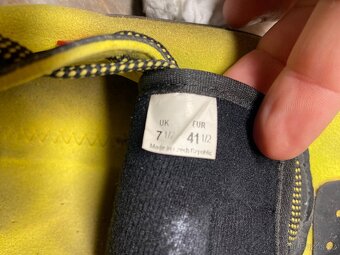 UK EUR
7 1/2 41 1/2
Made in Czech Republic